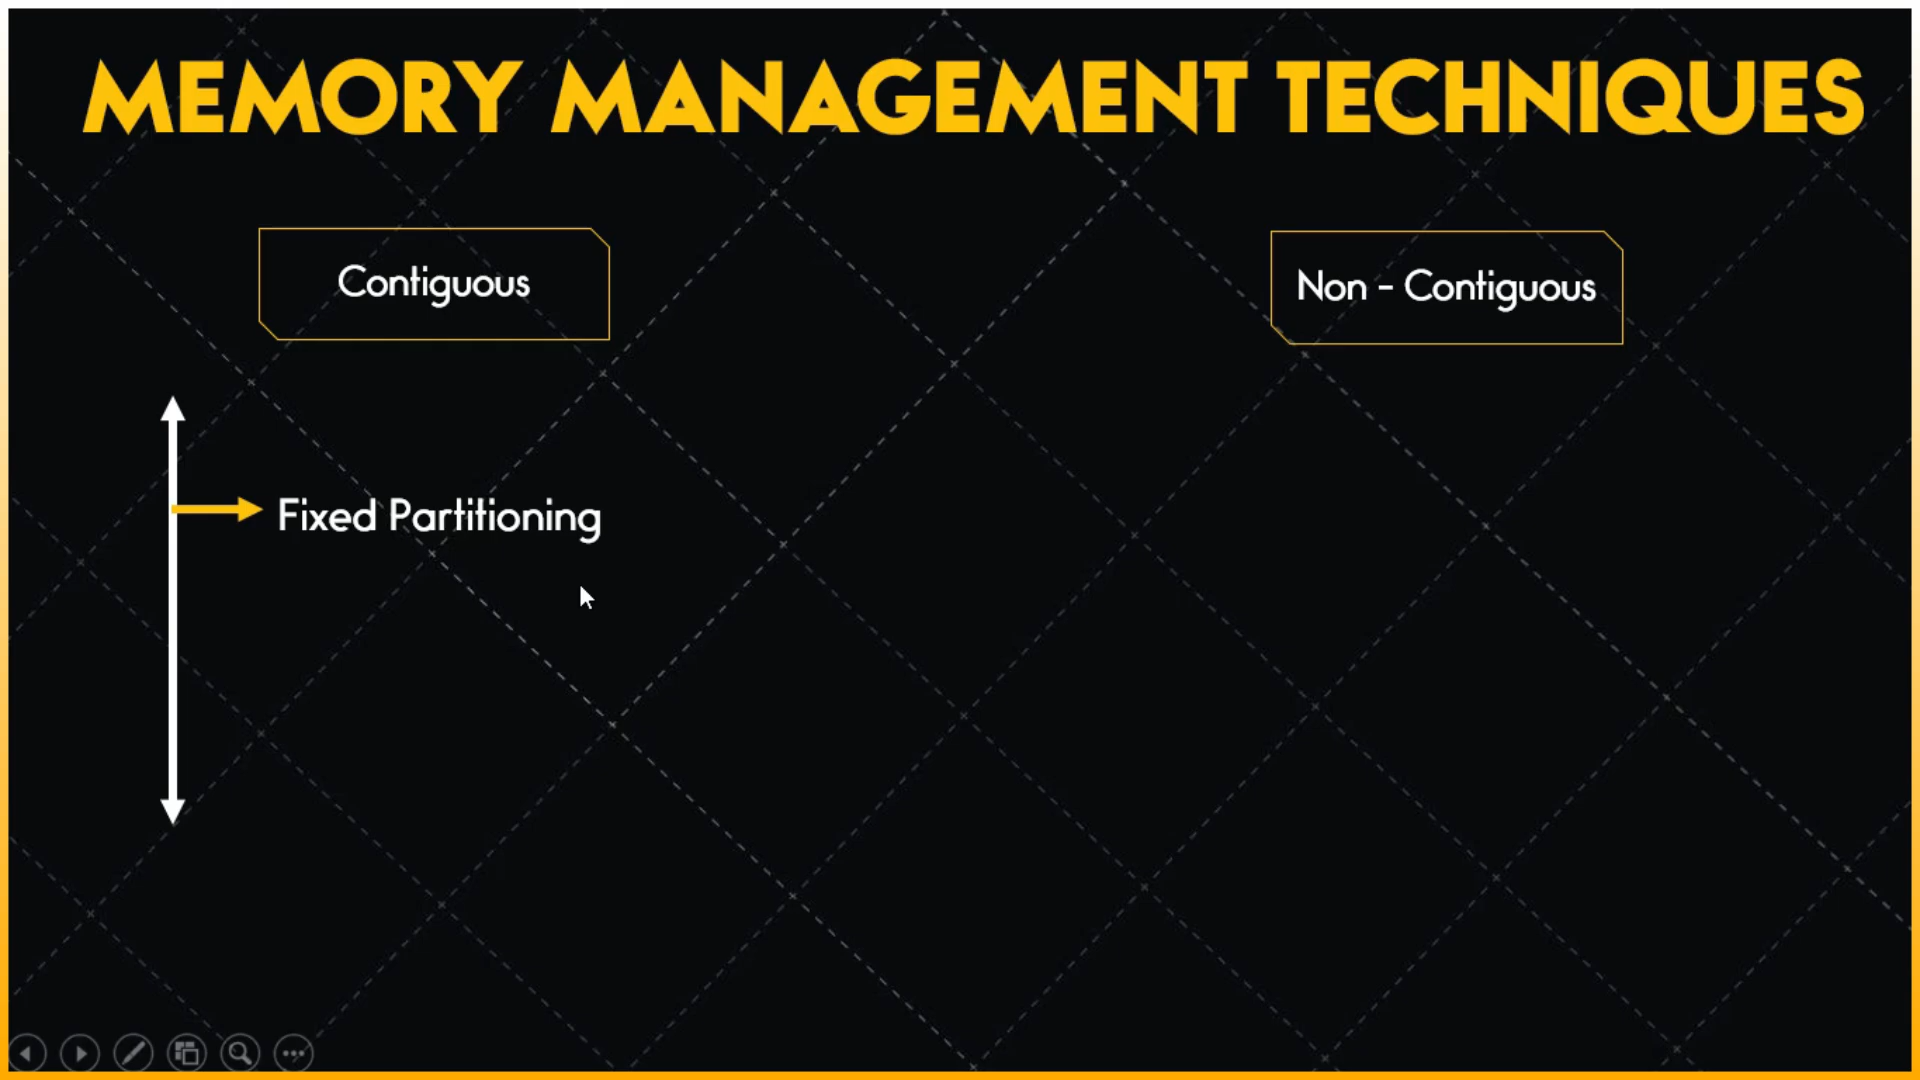 MEMORY MANAGEMENT TECHNIQUES
Contiguous
Non - Contiguous
Fixed Partitioning